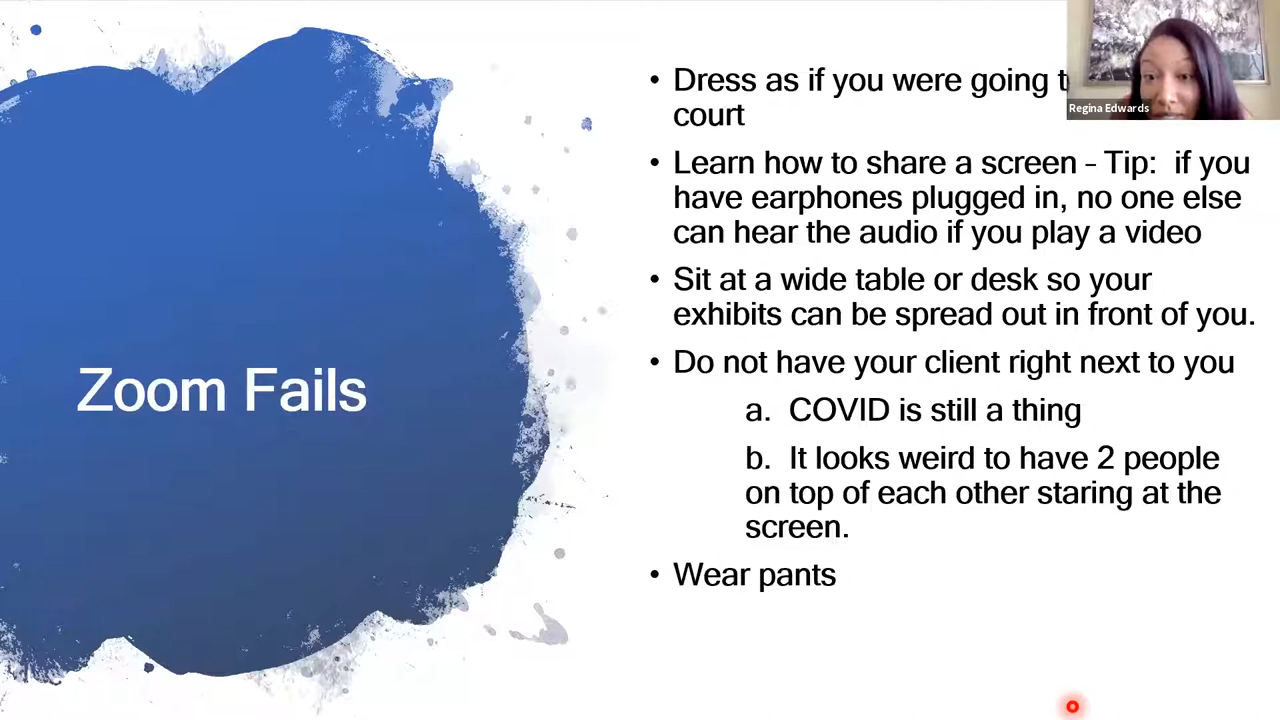 Zoom Fails
• Dress as if you were going
court
• Learn how to share a screen – Tip:  if you
have earphones plugged in, no one else
can hear the audio if you play a video
• Sit at a wide table or desk so your
exhibits can be spread out in front of you.
• Do not have your client right next to you
a.  COVID is still a thing
b.  It looks weird to have 2 people
on top of each other staring at the
screen.
• Wear pants
Regina Edwards